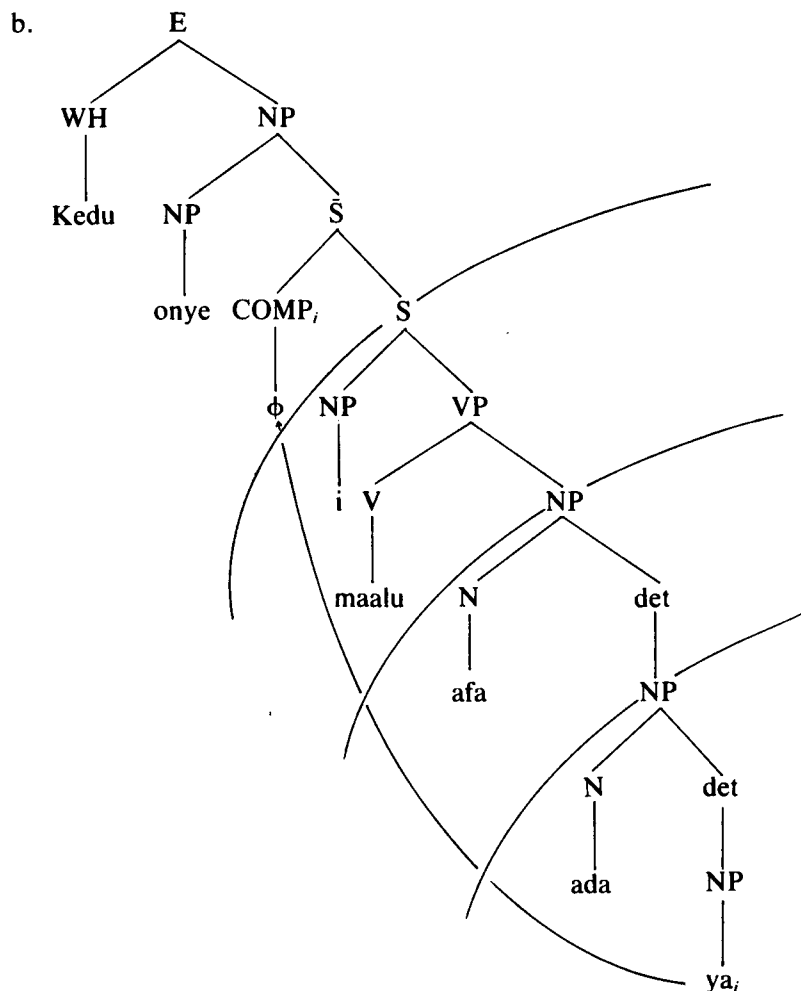 b.
E
WH NP
Kedu NP S̄
onye COMPᵢ S
ϕ NP VP
i V NP
maalu N det
afa NP
N det
ada NP
yaᵢ